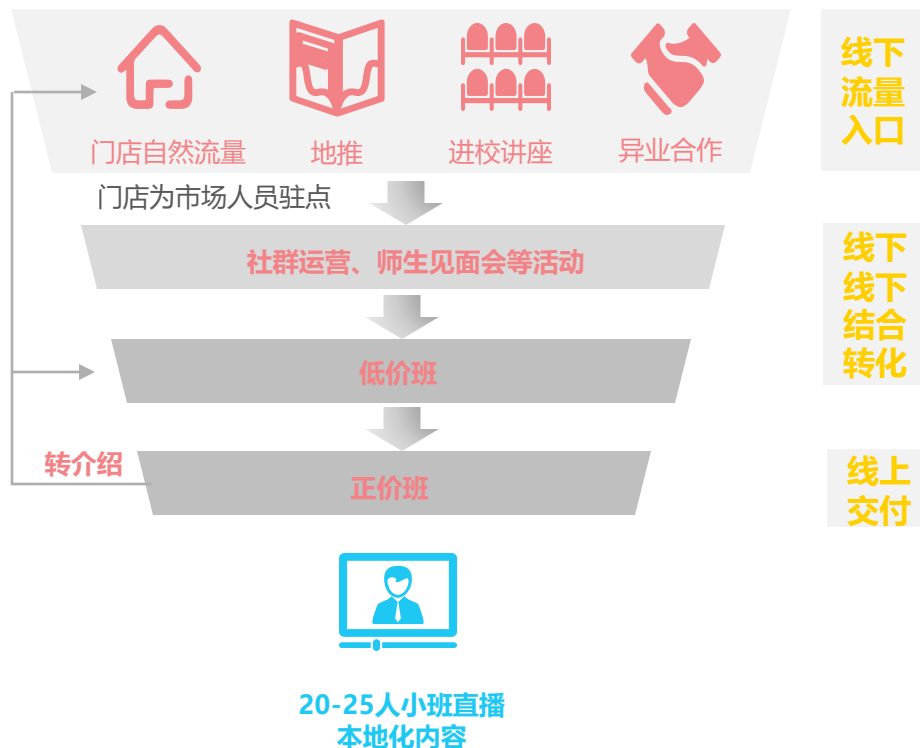 门店自然流量
地推
进校讲座
异业合作
线下
流量
入口
门店为市场人员驻点
社群运营、师生见面会等活动
线下
线下
结合
转化
低价班
转介绍
正价班
线上
交付
20-25人小班直播
本地化内容